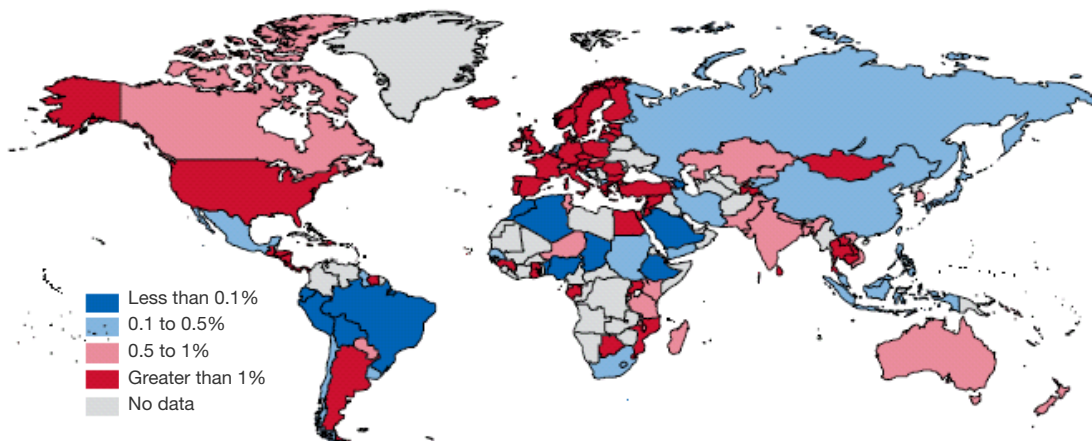 Less than 0.1%
0.1 to 0.5%
0.5 to 1%
Greater than 1%
No data